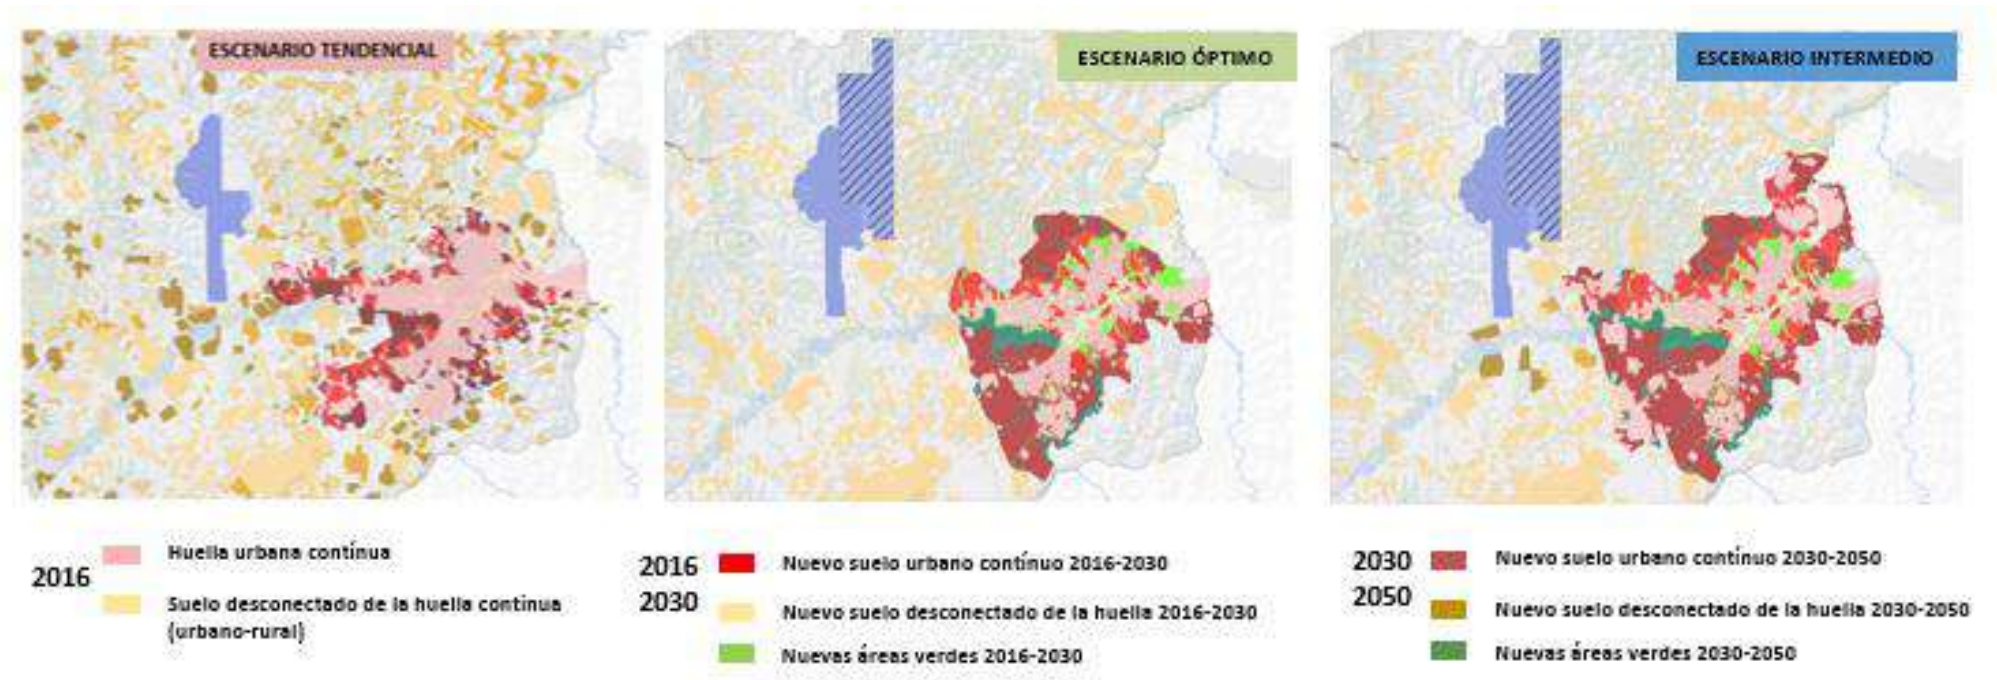 ESCENARIO TENDENCIAL
ESCENARIO ÓPTIMO
ESCENARIO INTERMEDIO
2016
Huella urbana contínua
Suelo desconectado de la huella contínua
(urbano-rural)
2016
2030
Nuevo suelo urbano contínuo 2016-2030
Nuevo suelo desconectado de la huella 2016-2030
Nuevas áreas verdes 2016-2030
2030
2050
Nuevo suelo urbano contínuo 2030-2050
Nuevo suelo desconectado de la huella 2030-2050
Nuevas áreas verdes 2030-2050